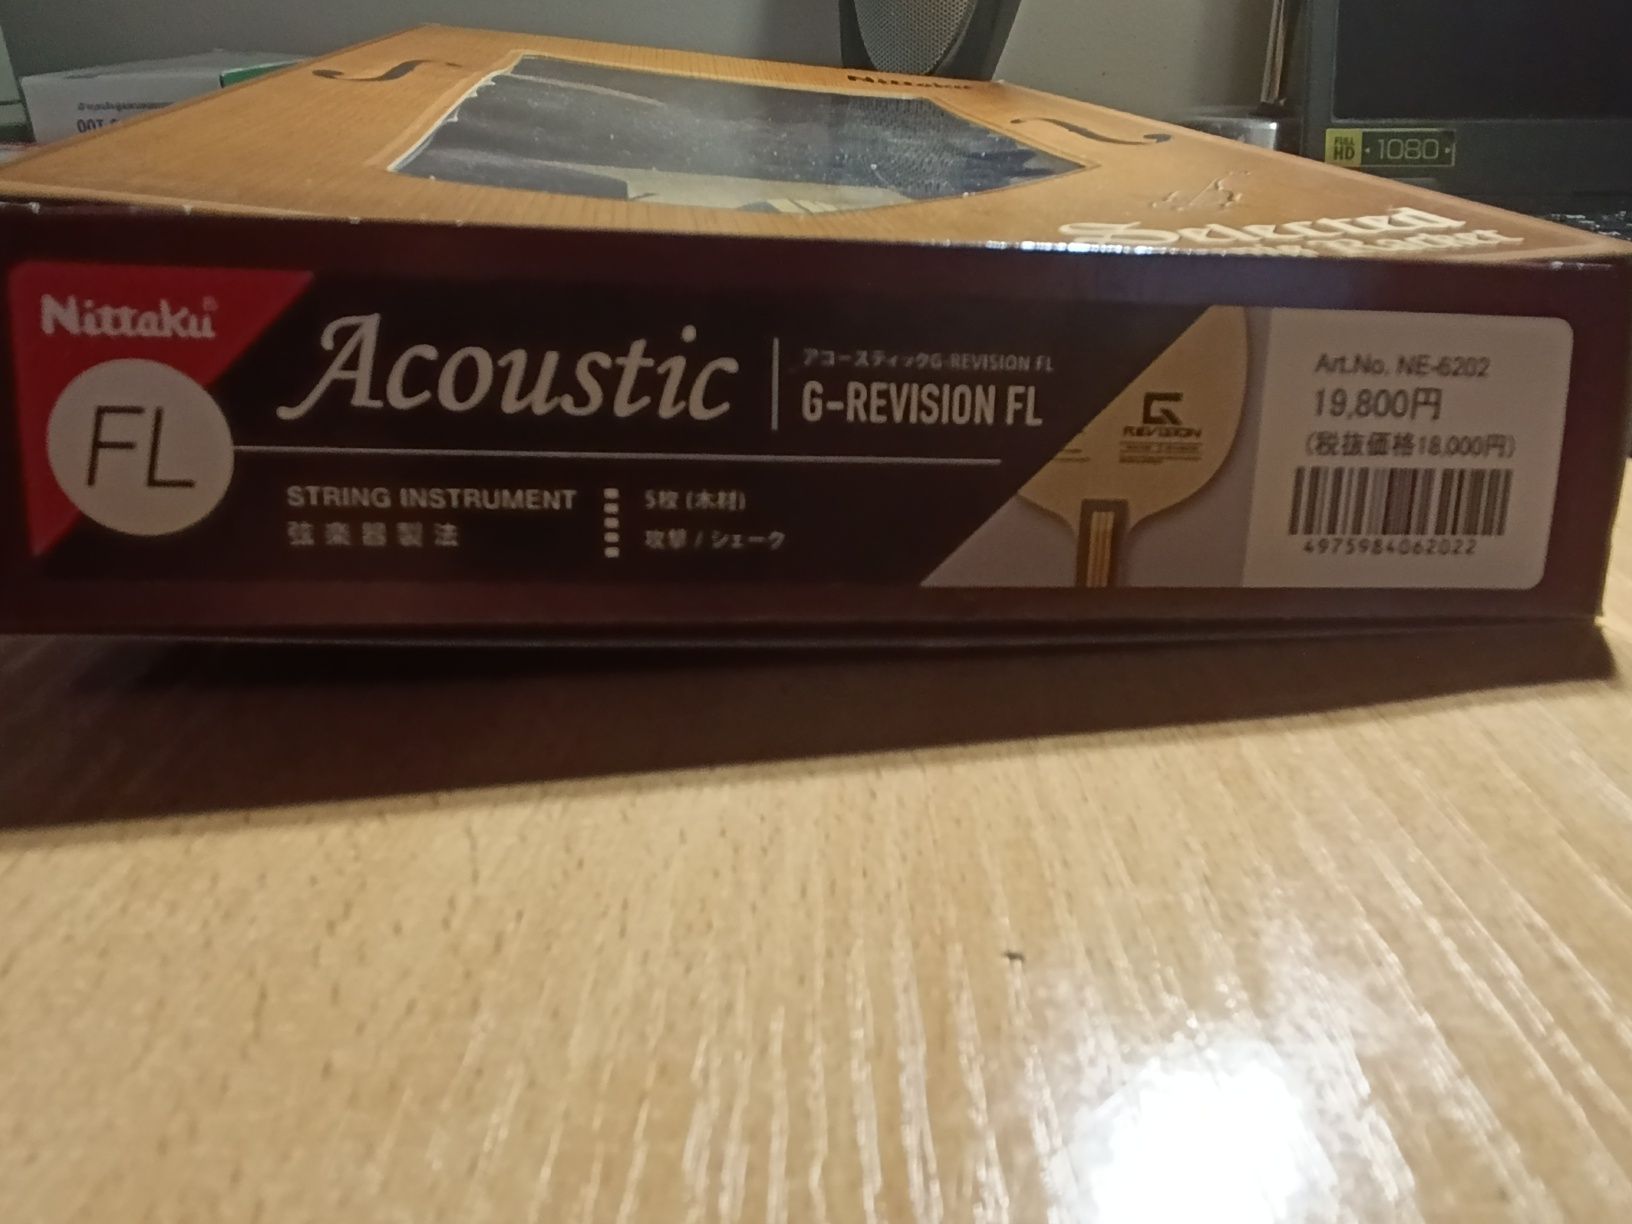 Nittaku
Selected
Racket
FULL HD 1080
Nittaku®
FL
Acoustic
アコースティックG-REVISION FL
G-REVISION FL
STRING INSTRUMENT
弦楽器製法
5枚 (木材)
攻撃 / シェーク
G
REVISION
Art.No. NE-6202
19,800円
(税抜価格18,000円)
4975984062022